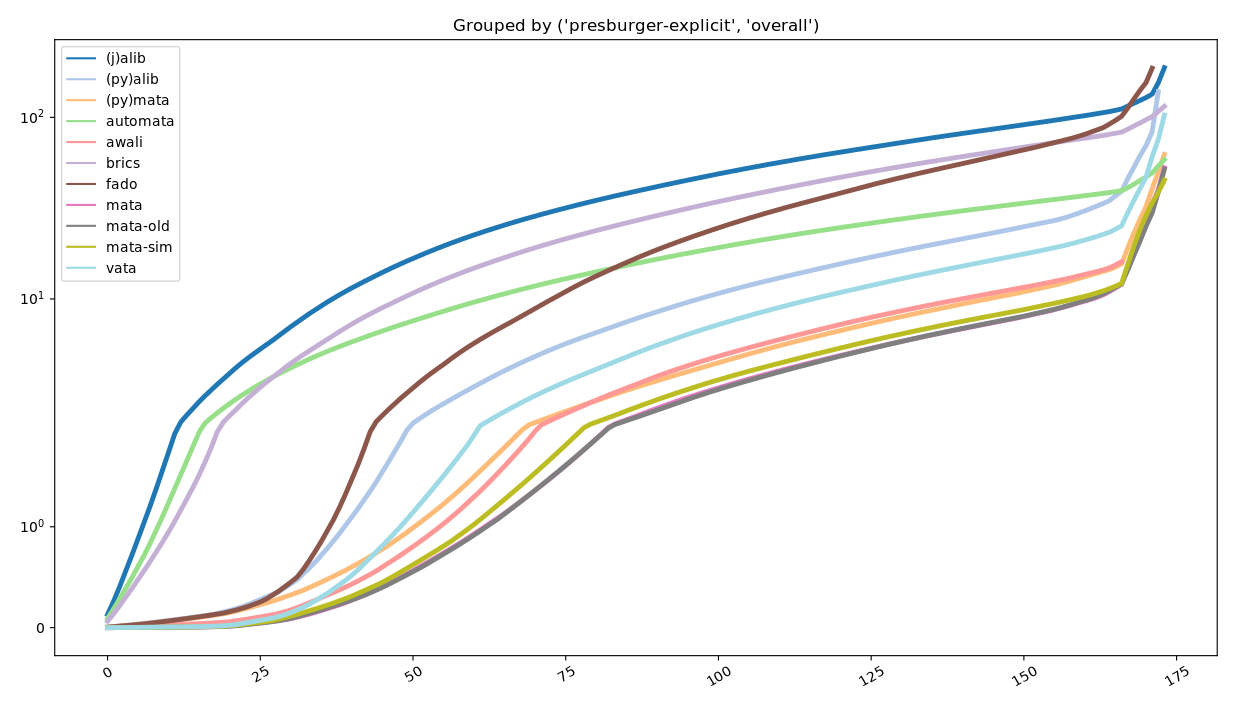 Grouped by ('presburger-explicit', 'overall')
(j)alib
(py)alib
(py)mata
automata
awali
brics
fado
mata
mata-old
mata-sim
vata
10²
10¹
10⁰
0
0
25
50
75
100
125
150
175